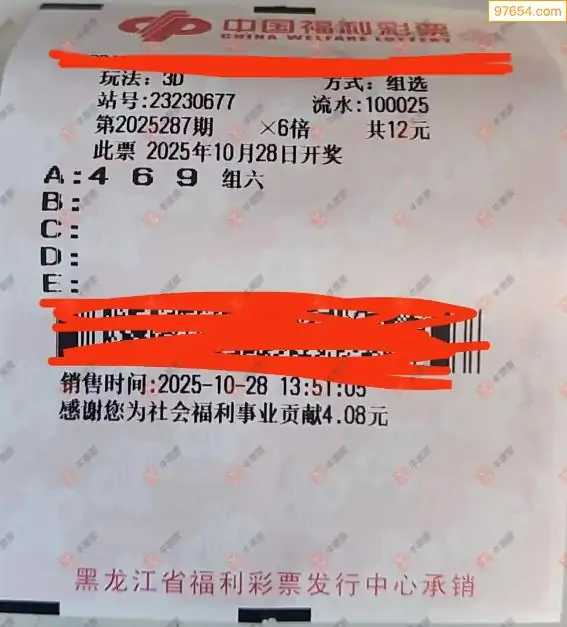 97654.com
中国福利彩票
CHINA WELFARE LOTTERY
玩法：3D 方式：组选
站号:23230677 流水:100025
第2025287期 ×6倍 共12元
此票 2025年10月28日开奖
A:4 6 9 组六
B:
C:
D:
E:
销售时间:2025-10-28 13:51:05
感谢您为社会福利事业贡献4.08元
黑龙江省福利彩票发行中心承销